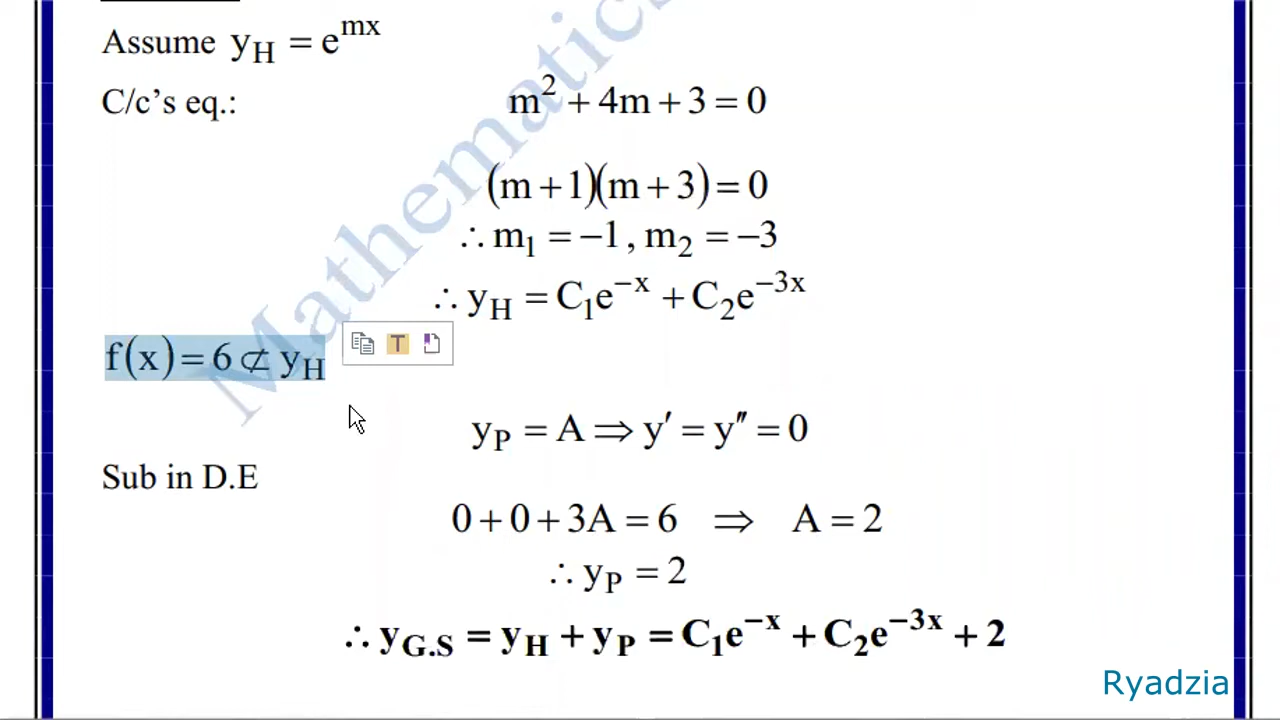 Assume y_H = e^{mx}
C/c's eq.: m² + 4m + 3 = 0
(m + 1)(m + 3) = 0
∴ m₁ = −1 , m₂ = −3
∴ y_H = C₁e^{−x} + C₂e^{−3x}
f(x) = 6 ⊄ y_H
T
y_P = A ⇒ y′ = y″ = 0
Sub in D.E
0 + 0 + 3A = 6 ⇒ A = 2
∴ y_P = 2
∴ y_{G.S} = y_H + y_P = C₁e^{−x} + C₂e^{−3x} + 2
Mathematics
Ryadzia